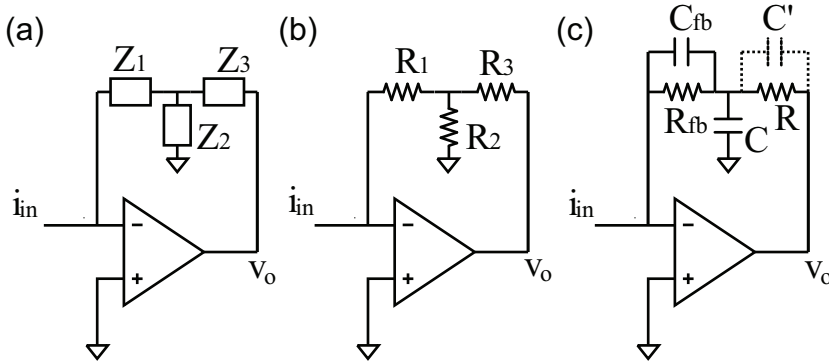 (a)
Z1
Z3
Z2
iin
−
+
vo
(b)
R1
R3
R2
iin
−
+
vo
(c)
Cfb
C'
Rfb
C
R
iin
−
+
vo